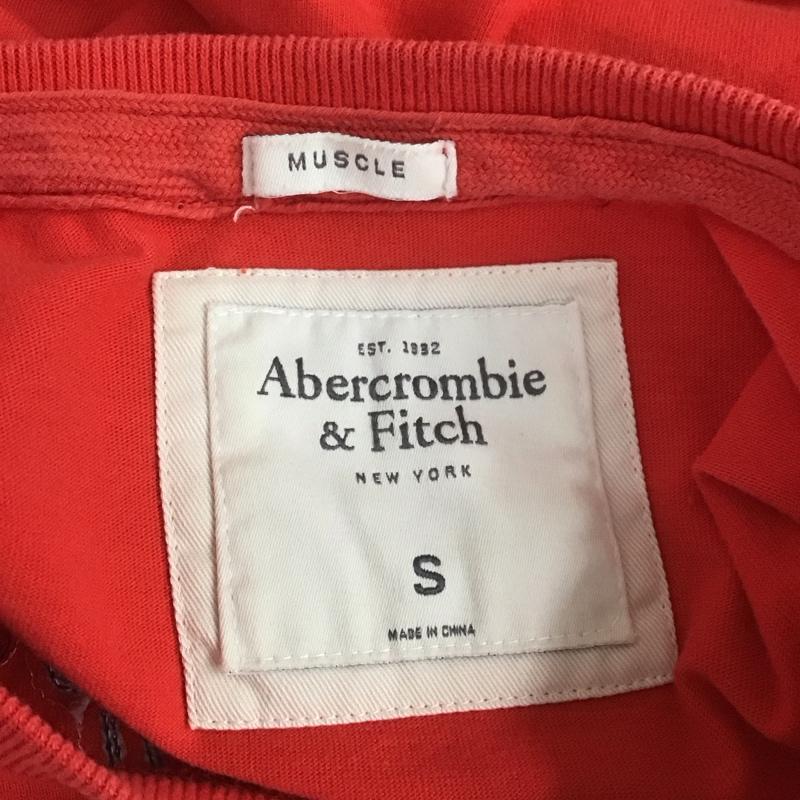 MUSCLE
EST. 1892
Abercrombie
& Fitch
NEW YORK
S
MADE IN CHINA